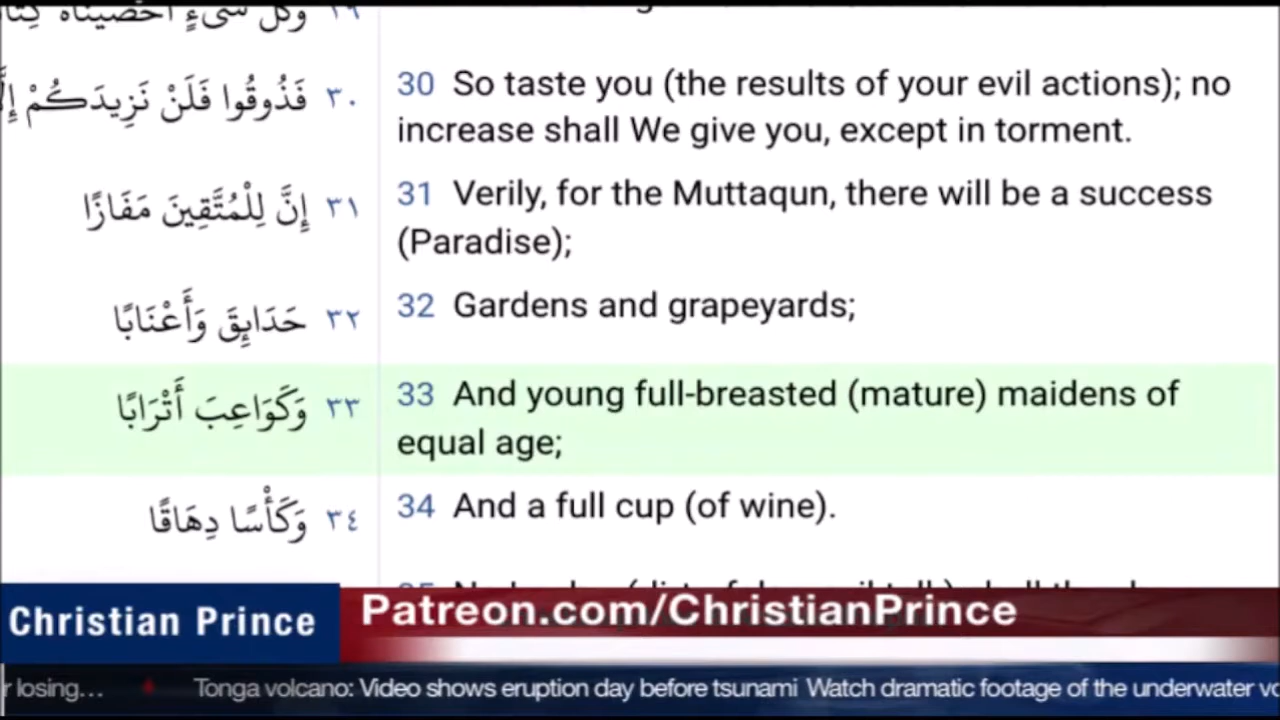 ٣٠ فَذُوقُوا فَلَنْ نَزِيدَكُمْ
30 So taste you (the results of your evil actions); no
increase shall We give you, except in torment.
٣١ إِنَّ لِلْمُتَّقِينَ مَفَازًا
31 Verily, for the Muttaqun, there will be a success
(Paradise);
٣٢ حَدَايِقَ وَأَعْنَابًا
32 Gardens and grapeyards;
٣٣ وَكَوَاعِبَ أَتْرَابًا
33 And young full-breasted (mature) maidens of
equal age;
٣٤ وَكَأْسًا دِهَاقًا
34 And a full cup (of wine).
Christian Prince
Patreon.com/ChristianPrince
losing... Tonga volcano: Video shows eruption day before tsunami Watch dramatic footage of the underwater